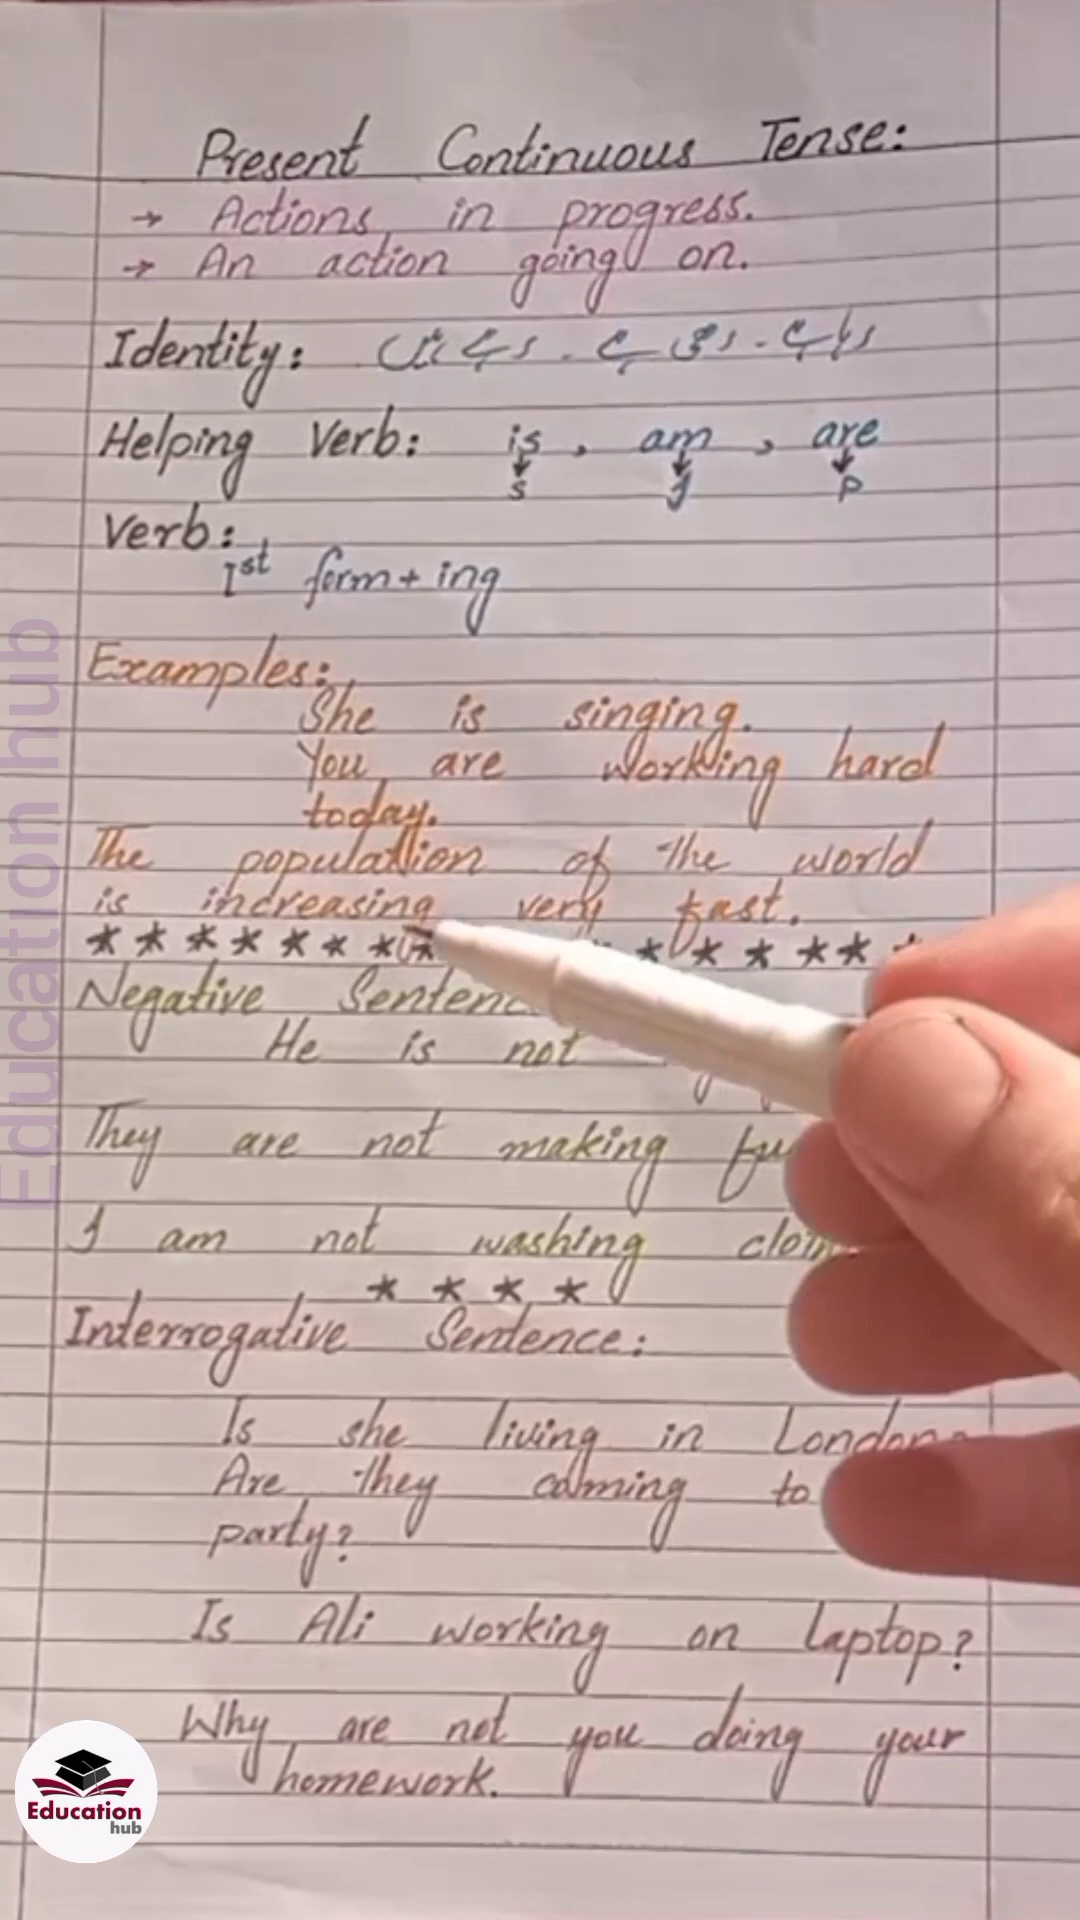 Present Continuous Tense:
→ Actions in progress.
→ An action going on.
Identity: رہا ہے - رہی ہے - رہے ہیں
Helping Verb: is , am , are
s I p
Verb:
1st form + ing
Examples:
She is singing.
You are working hard
today.
The population of the world
is increasing very fast.
Negative
He is not
They are not making
I am not washing
Interrogative Sentence:
Is she living in London
Are they coming to
party?
Is Ali working on laptop?
Why are not you doing your
homework.
Education hub
Education
hub